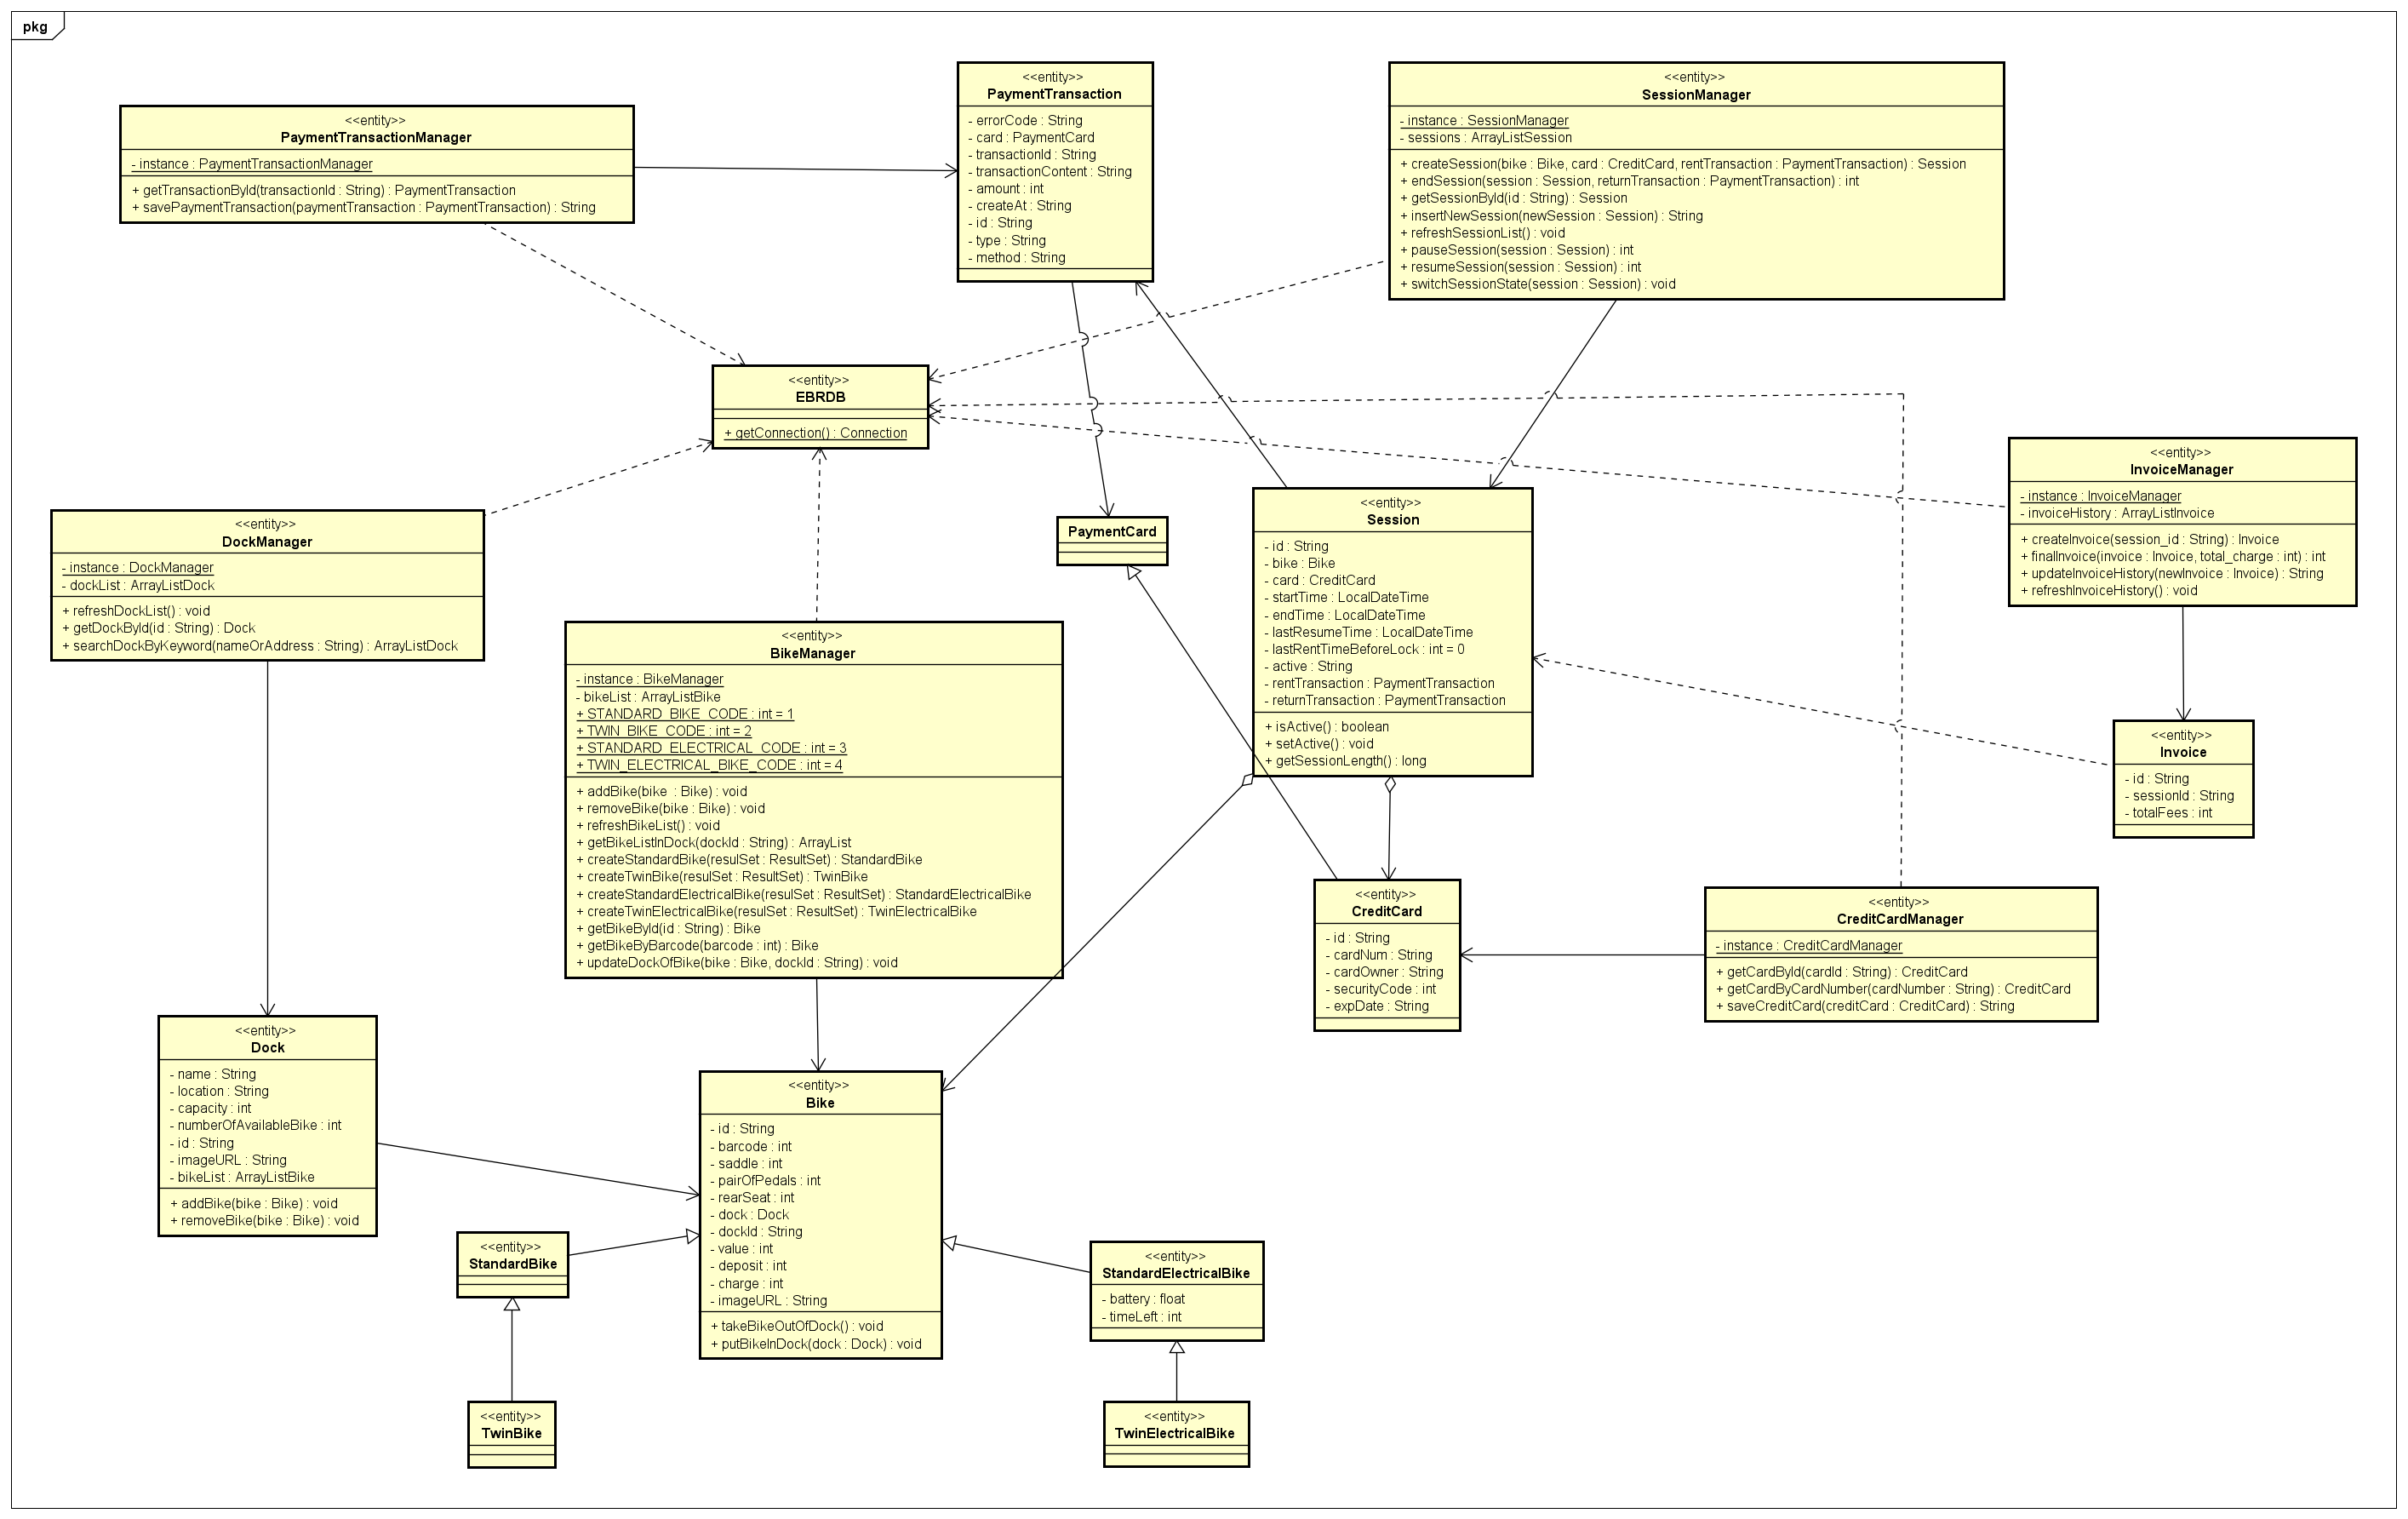 pkg
<<entity>>
PaymentTransactionManager
- instance : PaymentTransactionManager
+ getTransactionById(transactionId : String) : PaymentTransaction
+ savePaymentTransaction(paymentTransaction : PaymentTransaction) : String
<<entity>>
PaymentTransaction
- errorCode : String
- card : PaymentCard
- transactionId : String
- transactionContent : String
- amount : int
- createAt : String
- id : String
- type : String
- method : String
<<entity>>
SessionManager
- instance : SessionManager
- sessions : ArrayListSession
+ createSession(bike : Bike, card : CreditCard, rentTransaction : PaymentTransaction) : Session
+ endSession(session : Session, returnTransaction : PaymentTransaction) : int
+ getSessionById(id : String) : Session
+ insertNewSession(newSession : Session) : String
+ refreshSessionList() : void
+ pauseSession(session : Session) : int
+ resumeSession(session : Session) : int
+ switchSessionState(session : Session) : void
<<entity>>
EBRDB
+ getConnection() : Connection
<<entity>>
InvoiceManager
- instance : InvoiceManager
- invoiceHistory : ArrayListInvoice
+ createInvoice(session_id : String) : Invoice
+ finalInvoice(invoice : Invoice, total_charge : int) : int
+ updateInvoiceHistory(newInvoice : Invoice) : String
+ refreshInvoiceHistory() : void
<<entity>>
DockManager
- instance : DockManager
- dockList : ArrayListDock
+ refreshDockList() : void
+ getDockById(id : String) : Dock
+ searchDockByKeyword(nameOrAddress : String) : ArrayListDock
PaymentCard
<<entity>>
Session
- id : String
- bike : Bike
- card : CreditCard
- startTime : LocalDateTime
- endTime : LocalDateTime
- lastResumeTime : LocalDateTime
- lastRentTimeBeforeLock : int = 0
- active : String
- rentTransaction : PaymentTransaction
- returnTransaction : PaymentTransaction
+ isActive() : boolean
+ setActive() : void
+ getSessionLength() : long
<<entity>>
BikeManager
- instance : BikeManager
- bikeList : ArrayListBike
+ STANDARD_BIKE_CODE : int = 1
+ TWIN_BIKE_CODE : int = 2
+ STANDARD_ELECTRICAL_CODE : int = 3
+ TWIN_ELECTRICAL_BIKE_CODE : int = 4
+ addBike(bike  : Bike) : void
+ removeBike(bike : Bike) : void
+ refreshBikeList() : void
+ getBikeListInDock(dockId : String) : ArrayList
+ createStandardBike(resulSet : ResultSet) : StandardBike
+ createTwinBike(resulSet : ResultSet) : TwinBike
+ createStandardElectricalBike(resulSet : ResultSet) : StandardElectricalBike
+ createTwinElectricalBike(resulSet : ResultSet) : TwinElectricalBike
+ getBikeById(id : String) : Bike
+ getBikeByBarcode(barcode : int) : Bike
+ updateDockOfBike(bike : Bike, dockId : String) : void
<<entity>>
Invoice
- id : String
- sessionId : String
- totalFees : int
<<entity>>
CreditCard
- id : String
- cardNum : String
- cardOwner : String
- securityCode : int
- expDate : String
<<entity>>
CreditCardManager
- instance : CreditCardManager
+ getCardById(cardId : String) : CreditCard
+ getCardByCardNumber(cardNumber : String) : CreditCard
+ saveCreditCard(creditCard : CreditCard) : String
<<entity>>
Dock
- name : String
- location : String
- capacity : int
- numberOfAvailableBike : int
- id : String
- imageURL : String
- bikeList : ArrayListBike
+ addBike(bike : Bike) : void
+ removeBike(bike : Bike) : void
<<entity>>
Bike
- id : String
- barcode : int
- saddle : int
- pairOfPedals : int
- rearSeat : int
- dock : Dock
- dockId : String
- value : int
- deposit : int
- charge : int
- imageURL : String
+ takeBikeOutOfDock() : void
+ putBikeInDock(dock : Dock) : void
<<entity>>
StandardBike
<<entity>>
StandardElectricalBike
- battery : float
- timeLeft : int
<<entity>>
TwinBike
<<entity>>
TwinElectricalBike